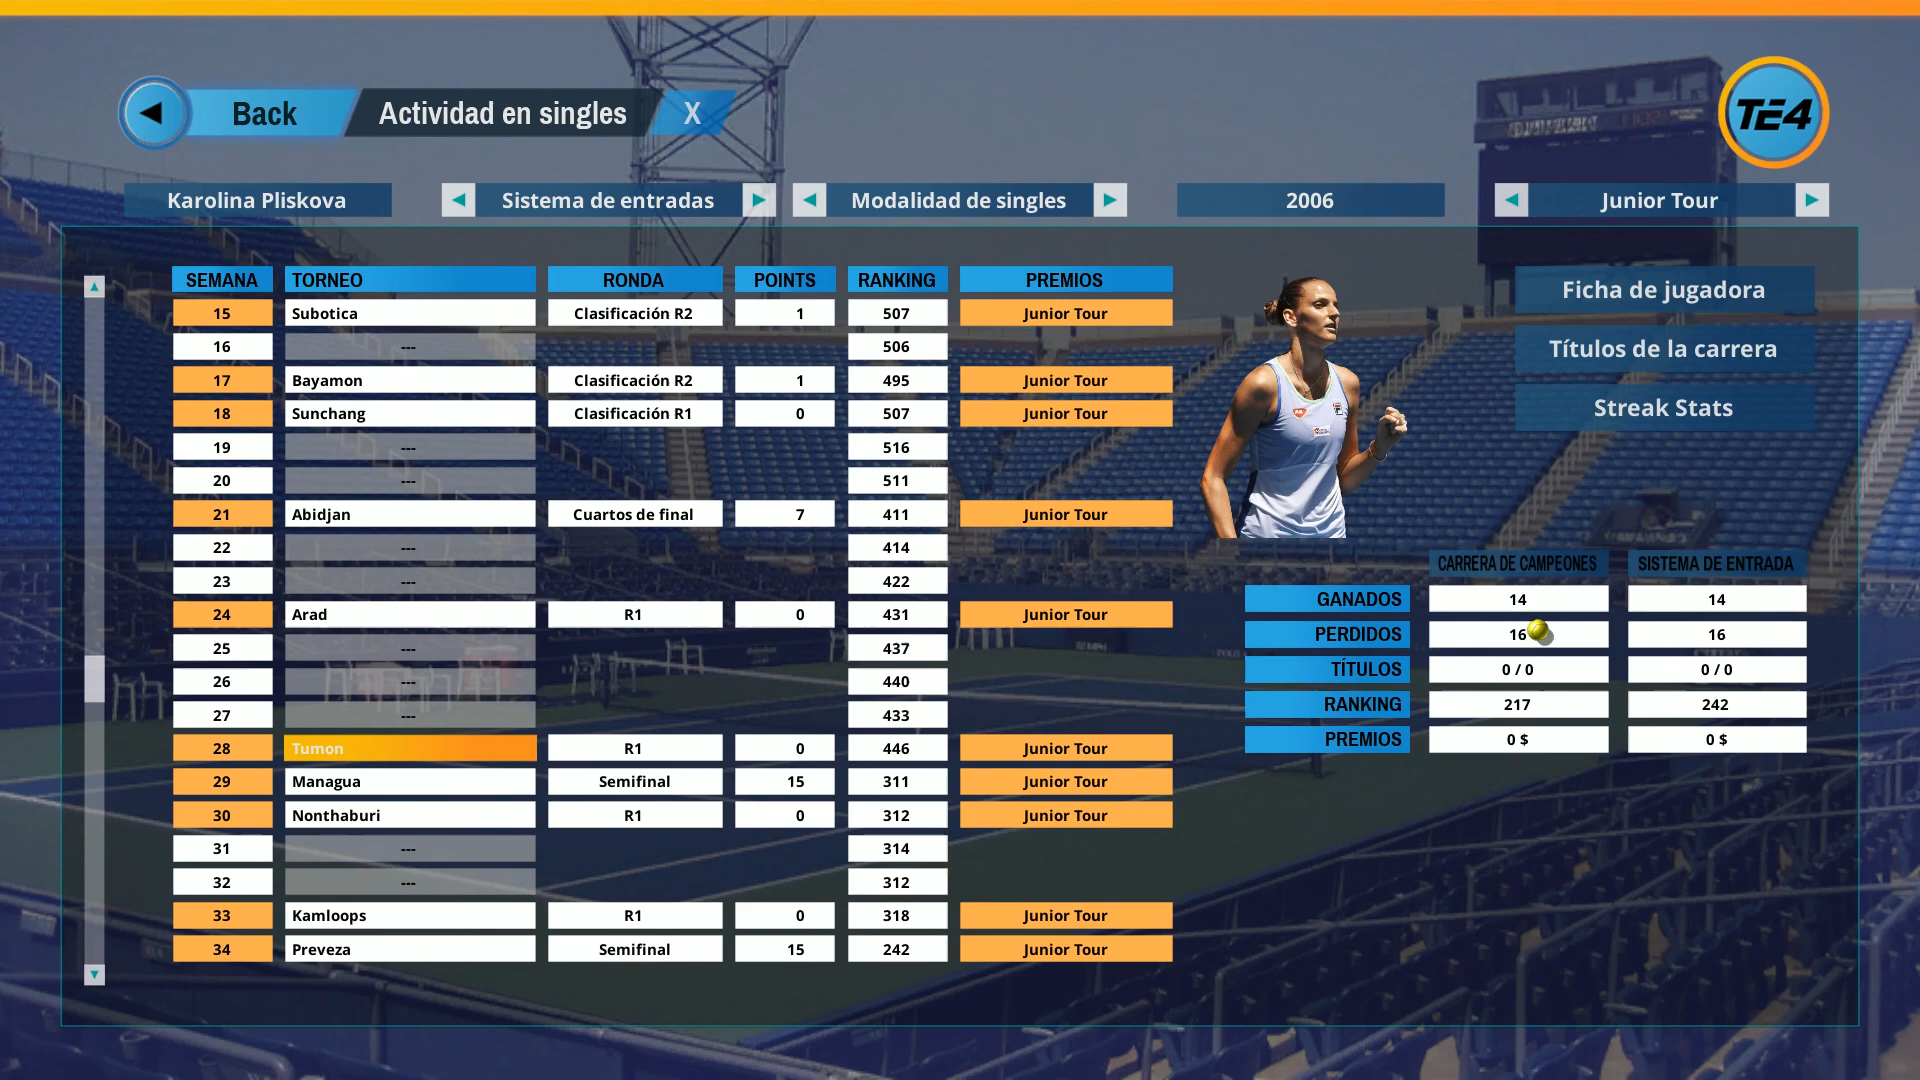 Back
Actividad en singles
X
TE4
Karolina Pliskova
Sistema de entradas
Modalidad de singles
2006
Junior Tour
SEMANA TORNEO RONDA POINTS RANKING PREMIOS
15 Subotica Clasificación R2 1 507 Junior Tour
16 --- 506
17 Bayamon Clasificación R2 1 495 Junior Tour
18 Sunchang Clasificación R1 0 507 Junior Tour
19 --- 516
20 --- 511
21 Abidjan Cuartos de final 7 411 Junior Tour
22 --- 414
23 --- 422
24 Arad R1 0 431 Junior Tour
25 --- 437
26 --- 440
27 --- 433
28 Tumon R1 0 446 Junior Tour
29 Managua Semifinal 15 311 Junior Tour
30 Nonthaburi R1 0 312 Junior Tour
31 --- 314
32 --- 312
33 Kamloops R1 0 318 Junior Tour
34 Preveza Semifinal 15 242 Junior Tour
Ficha de jugadora
Títulos de la carrera
Streak Stats
CARRERA DE CAMPEONES SISTEMA DE ENTRADA
GANADOS 14 14
PERDIDOS 16 16
TÍTULOS 0 / 0 0 / 0
RANKING 217 242
PREMIOS 0 $ 0 $